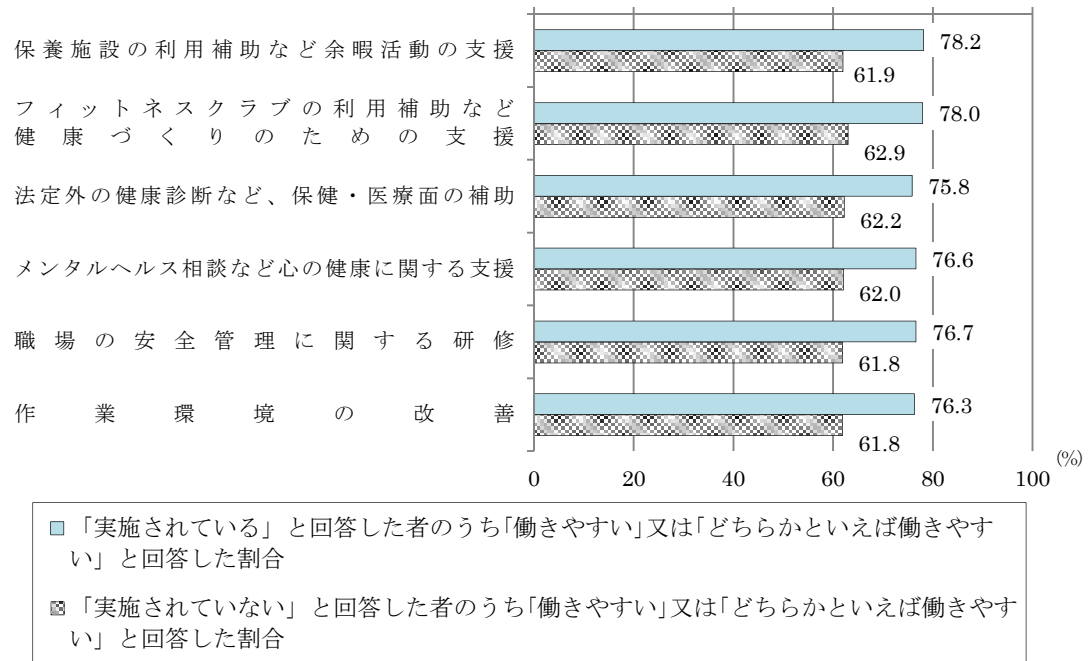 保養施設の利用補助など余暇活動の支援
78.2
61.9
フィットネスクラブの利用補助など
健康づくりのための支援
78.0
62.9
法定外の健康診断など、保健・医療面の補助
75.8
62.2
メンタルヘルス相談など心の健康に関する支援
76.6
62.0
職場の安全管理に関する研修
76.7
61.8
作業環境の改善
76.3
61.8
(%)
0 20 40 60 80 100
「実施されている」と回答した者のうち「働きやすい」又は「どちらかといえば働きやす
い」と回答した割合
「実施されていない」と回答した者のうち「働きやすい」又は「どちらかといえば働きやす
い」と回答した割合